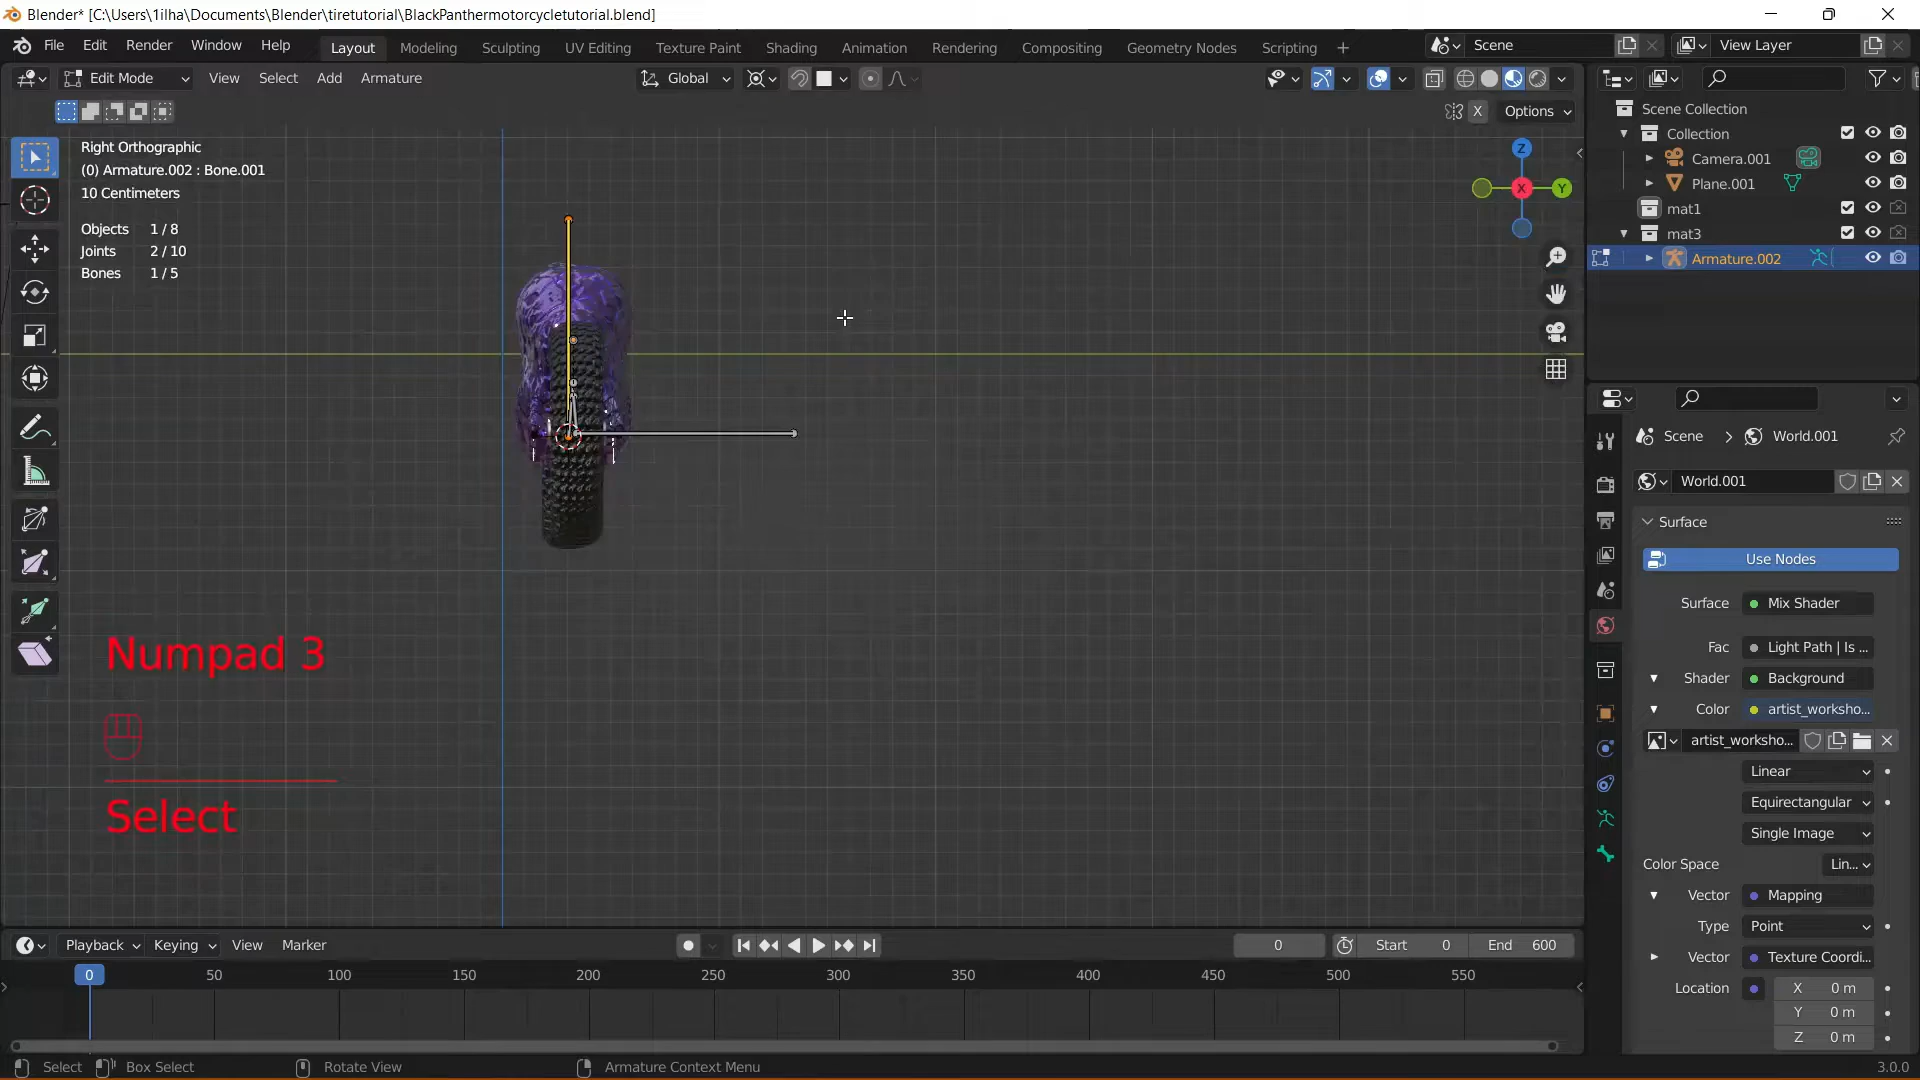 Blender* [C:\Users\1ilha\Documents\Blender\tiretutorial\BlackPanthermotorcycletutorial.blend]
File Edit Render Window Help
Layout Modeling Sculpting UV Editing Texture Paint Shading Animation Rendering Compositing Geometry Nodes Scripting +
Scene
View Layer
Edit Mode View Select Add Armature
Global
X Options
Right Orthographic
(0) Armature.002 : Bone.001
10 Centimeters
Objects 1 / 8
Joints 2 / 10
Bones 1 / 5
Z
X
Y
Numpad 3
Select
Scene Collection
Collection
Camera.001
Plane.001
mat1
mat3
Armature.002
Scene > World.001
World.001
Surface
Use Nodes
Surface Mix Shader
Fac Light Path | Is ...
Shader Background
Color artist_worksho...
artist_worksho...
Linear
Equirectangular
Single Image
Color Space Lin...
Vector Mapping
Type Point
Vector Texture Coordi...
Location X 0 m
Y 0 m
Z 0 m
Playback Keying View Marker
0 Start 0 End 600
0 50 100 150 200 250 300 350 400 450 500 550
Select Box Select Rotate View Armature Context Menu 3.0.0